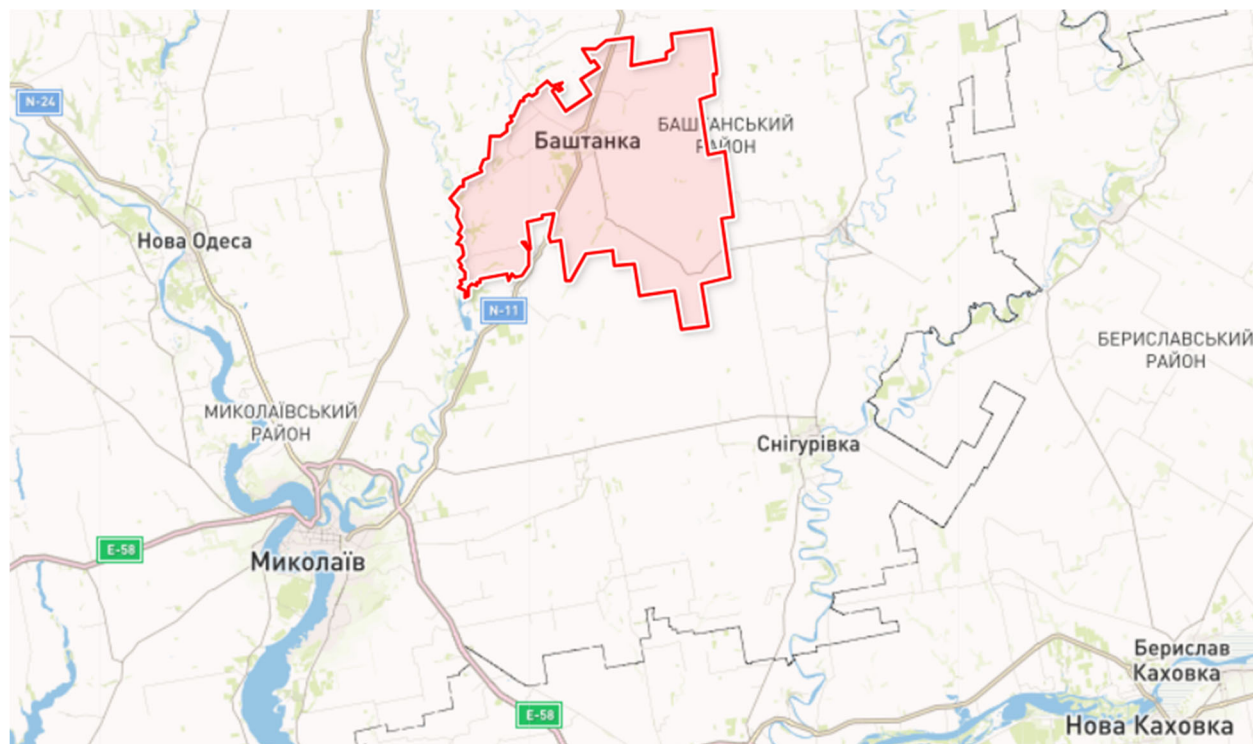 N-24
Баштанка
БАШТАНСЬКИЙ
РАЙОН
Нова Одеса
N-11
БЕРИСЛАВСЬКИЙ
РАЙОН
МИКОЛАЇВСЬКИЙ
РАЙОН
Снігурівка
E-58
Миколаїв
Берислав
Каховка
E-58
Нова Каховка